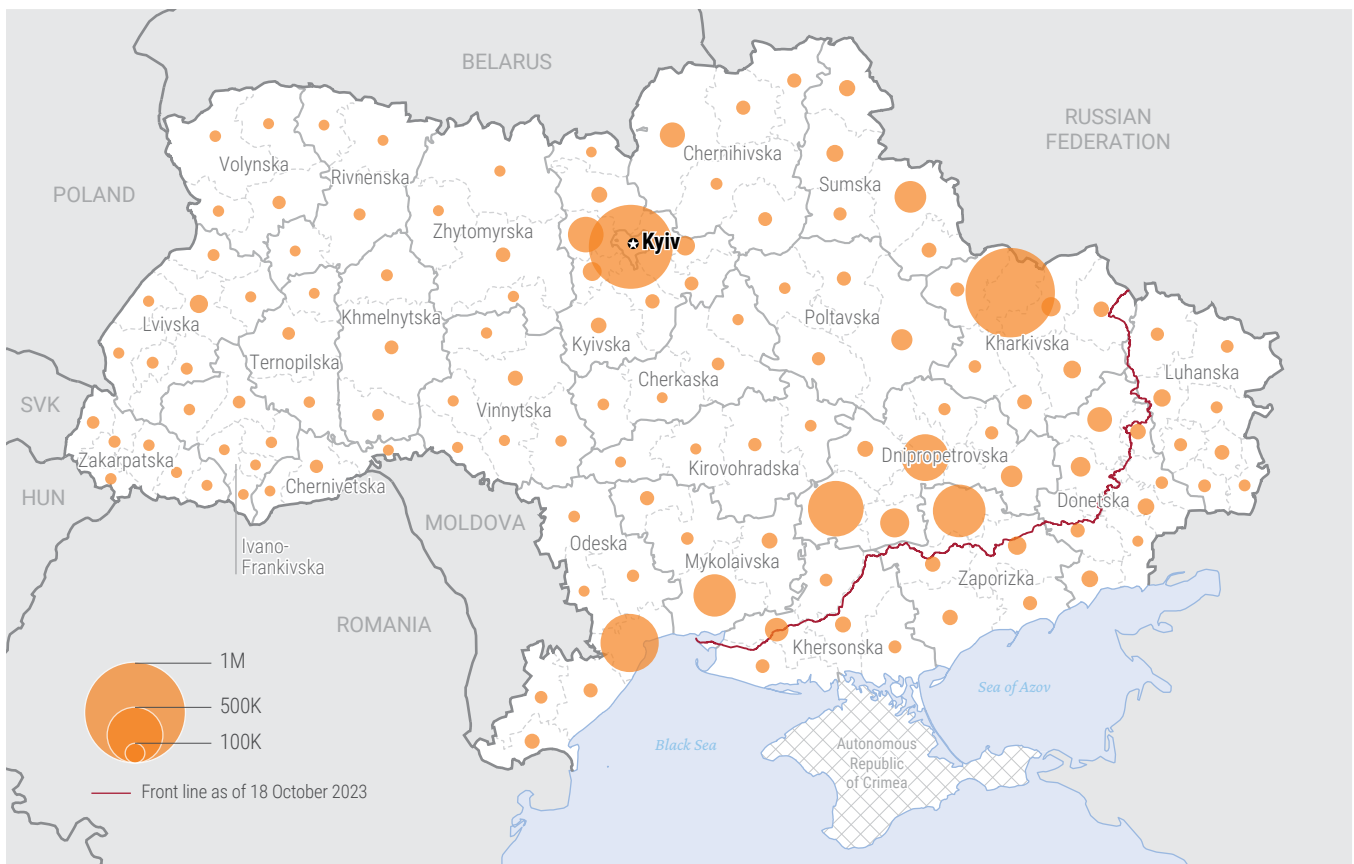 BELARUS
RUSSIAN
FEDERATION
POLAND
Volynska
Rivnenska
Chernihivska
Sumska
Zhytomyrska
Kyiv
Lvivska
Khmelnytska
Ternopilska
Kyivska
Poltavska
Kharkivska
Luhanska
Cherkaska
SVK
Vinnytska
Zakarpatska
Chernivetska
Kirovohradska
Dnipropetrovska
Donetska
HUN
MOLDOVA
Ivano-
Frankivska
Odeska
Mykolaivska
Zaporizka
ROMANIA
Khersonska
1M
500K
100K
Front line as of 18 October 2023
Sea of Azov
Black Sea
Autonomous
Republic
of Crimea